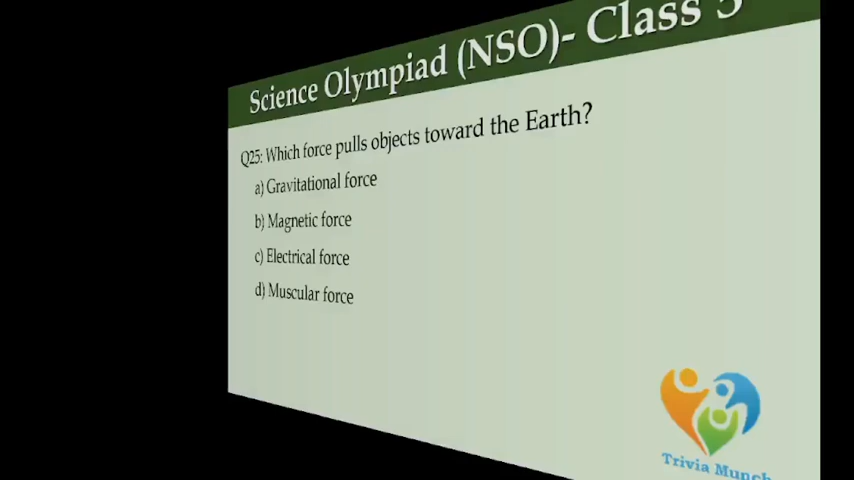 Science Olympiad (NSO)- Class 5
Q25: Which force pulls objects toward the Earth?
a) Gravitational force
b) Magnetic force
c) Electrical force
d) Muscular force
Trivia Munch